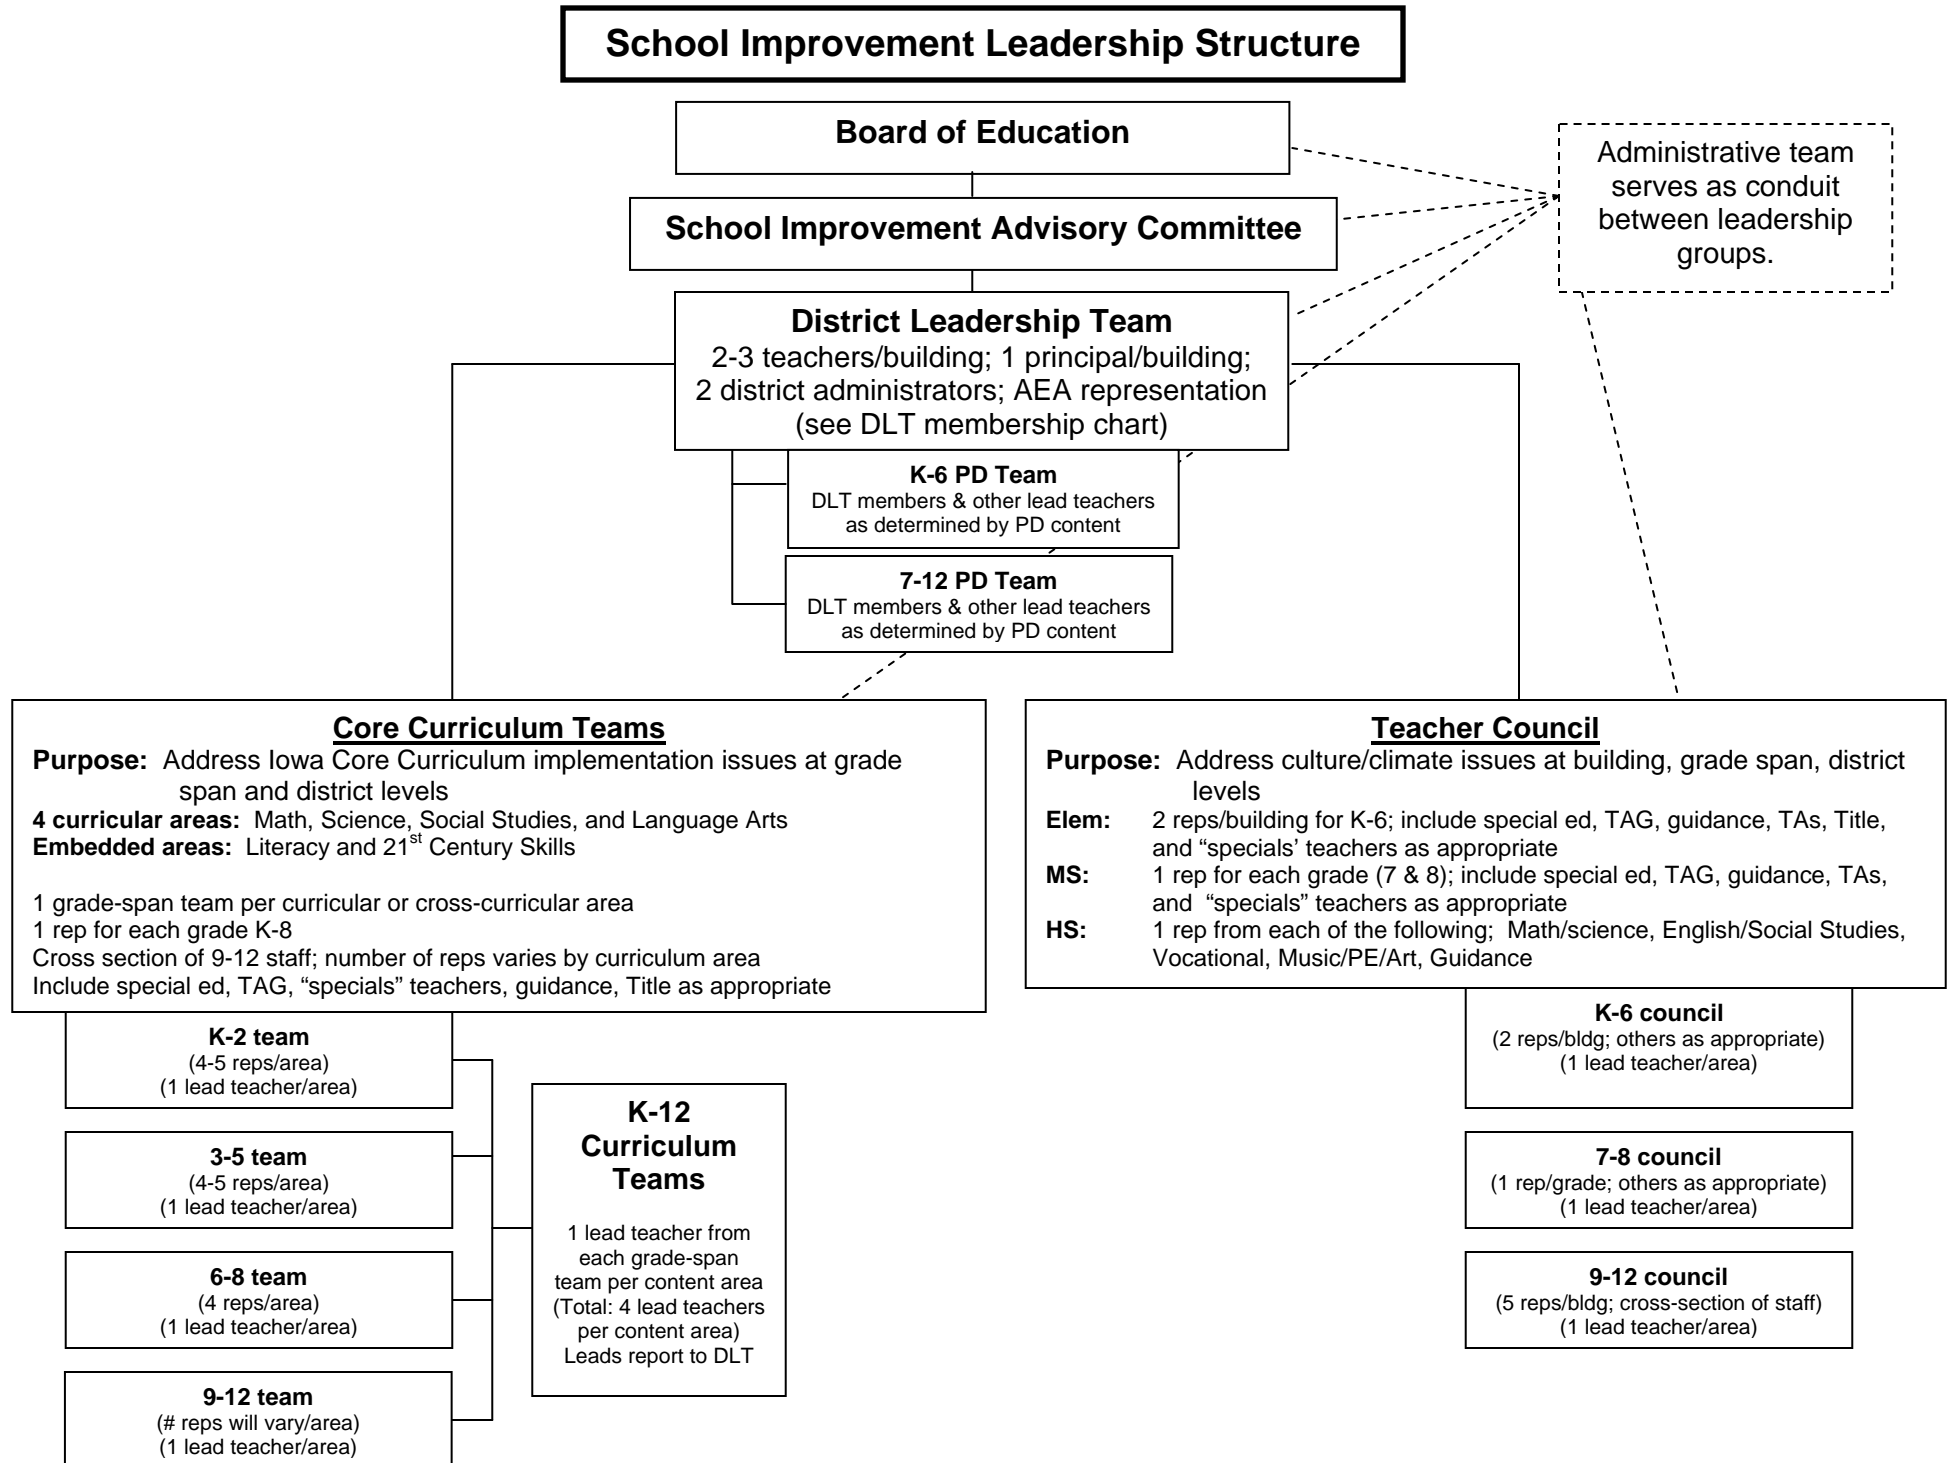 School Improvement Leadership Structure
Board of Education
Administrative team
serves as conduit
between leadership
groups.
School Improvement Advisory Committee
District Leadership Team
2-3 teachers/building; 1 principal/building;
2 district administrators; AEA representation
(see DLT membership chart)
K-6 PD Team
DLT members & other lead teachers
as determined by PD content
7-12 PD Team
DLT members & other lead teachers
as determined by PD content
Core Curriculum Teams
Purpose: Address Iowa Core Curriculum implementation issues at grade
span and district levels
4 curricular areas: Math, Science, Social Studies, and Language Arts
Embedded areas: Literacy and 21st Century Skills
1 grade-span team per curricular or cross-curricular area
1 rep for each grade K-8
Cross section of 9-12 staff; number of reps varies by curriculum area
Include special ed, TAG, “specials” teachers, guidance, Title as appropriate
K-2 team
(4-5 reps/area)
(1 lead teacher/area)
3-5 team
(4-5 reps/area)
(1 lead teacher/area)
6-8 team
(4 reps/area)
(1 lead teacher/area)
9-12 team
(# reps will vary/area)
(1 lead teacher/area)
K-12
Curriculum
Teams
1 lead teacher from
each grade-span
team per content area
(Total: 4 lead teachers
per content area)
Leads report to DLT
Teacher Council
Purpose: Address culture/climate issues at building, grade span, district
levels
Elem: 2 reps/building for K-6; include special ed, TAG, guidance, TAs, Title,
and “specials’ teachers as appropriate
MS: 1 rep for each grade (7 & 8); include special ed, TAG, guidance, TAs,
and “specials” teachers as appropriate
HS: 1 rep from each of the following; Math/science, English/Social Studies,
Vocational, Music/PE/Art, Guidance
K-6 council
(2 reps/bldg; others as appropriate)
(1 lead teacher/area)
7-8 council
(1 rep/grade; others as appropriate)
(1 lead teacher/area)
9-12 council
(5 reps/bldg; cross-section of staff)
(1 lead teacher/area)